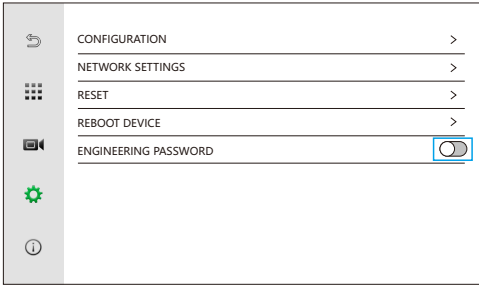 CONFIGURATION
NETWORK SETTINGS
RESET
REBOOT DEVICE
ENGINEERING PASSWORD